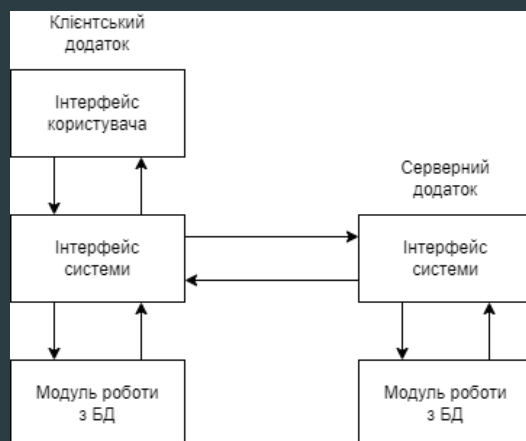 Клієнтський
додаток
Інтерфейс
користувача
Серверний
додаток
Інтерфейс
системи
Інтерфейс
системи
Модуль роботи
з БД
Модуль роботи
з БД